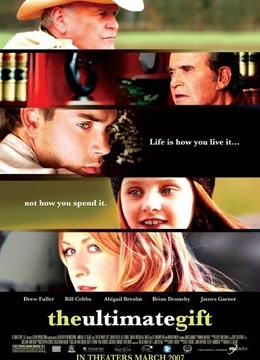 Life is how you live it...
not how you spend it.
Drew Fuller Bill Cobbs Abigail Breslin Brian Dennehy James Garner
theultimategift
IN THEATERS MARCH 2007